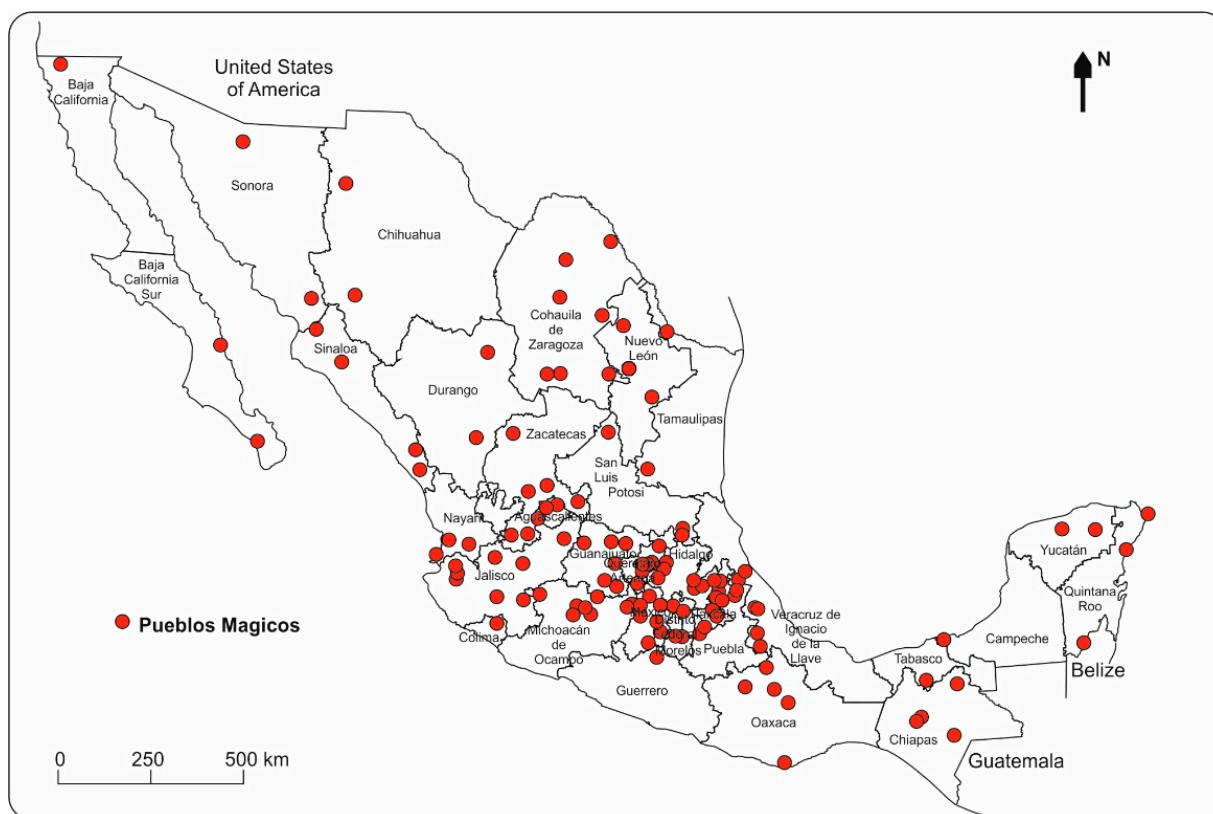 N
United States
of America
Baja
California
Sonora
Chihuahua
Baja
California
Sur
Cohauila
de
Zaragoza
Nuevo
León
Sinaloa
Durango
Tamaulipas
Zacatecas
San
Luis
Potosi
Nayarit
Aguascalientes
Guanajuato
Hidalgo
Yucatán
Jalisco
Quintana
Roo
Pueblos Magicos
Colima
Michoacán
de
Ocampo
Distrito
Morelos
Puebla
Veracruz de
Ignacio
de la
Llave
Campeche
Tabasco
Belize
Guerrero
Oaxaca
Chiapas
Guatemala
0 250 500 km